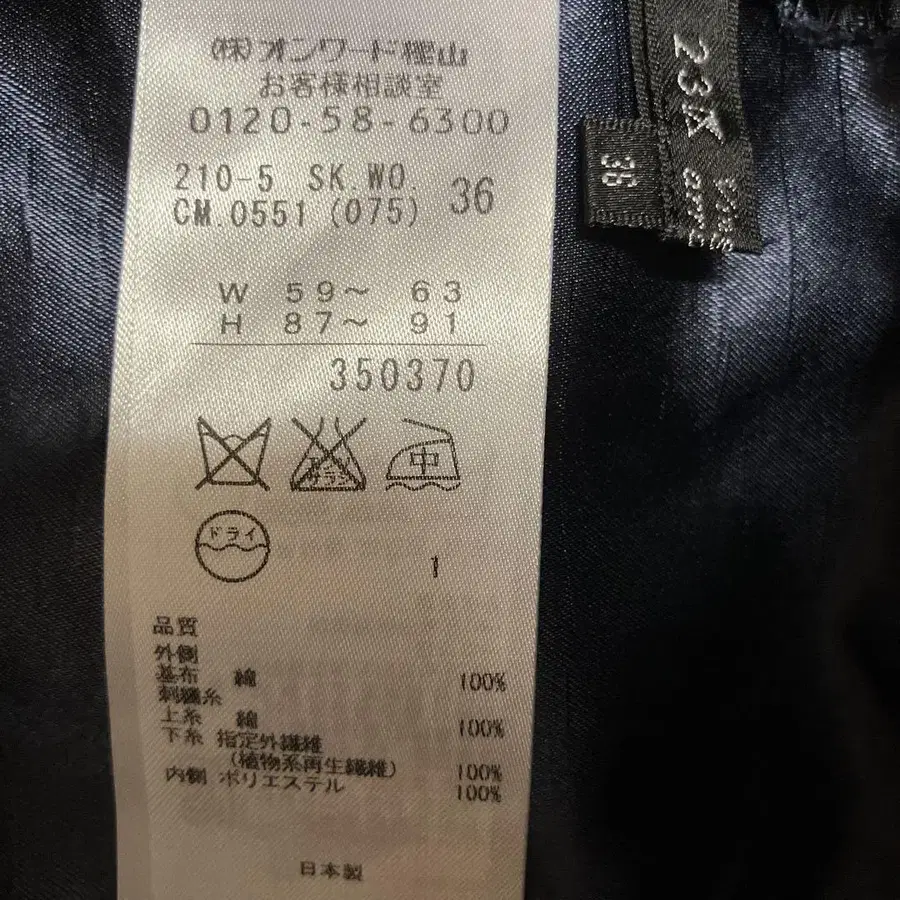 (株)オンワード樫山
お客様相談室
0120-58-6300
210-5 SK WO. 36
CM.0551 (075)
W 59〜 63
H 87〜 91
350370
中
ドライ
1
品質
外側
基布 綿 100%
刺繍糸
上糸 綿 100%
下糸 指定外繊維
(植物系再生繊維) 100%
内側 ポリエステル 100%
日本製
23区
36